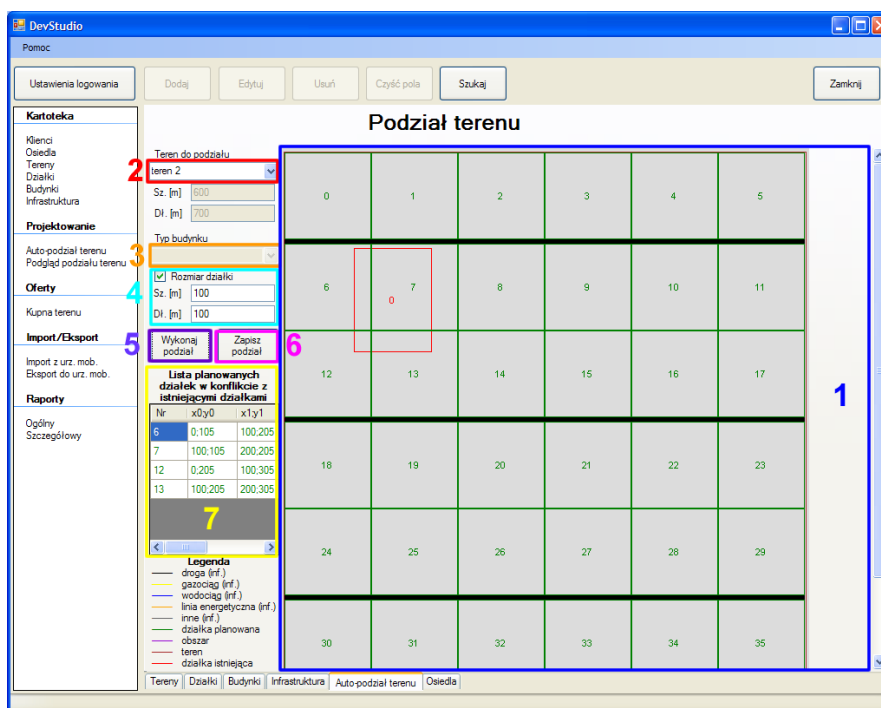 DevStudio
Pomoc
Ustawienia logowania Dodaj Edytuj Usuń Czyść pola Szukaj Zamknij
Kartoteka
Klienci
Osiedla
Tereny
Działki
Budynki
Infrastruktura
Projektowanie
Auto-podział terenu
Podgląd podziału terenu
Oferty
Kupna terenu
Import/Eksport
Import z urz. mob.
Eksport do urz. mob.
Raporty
Ogólny
Szczegółowy
Podział terenu
Teren do podziału
2 teren 2
Sz. [m] 600
Dł. [m] 700
Typ budynku
3
4 Rozmiar działki
Sz. [m] 100
Dł. [m] 100
5 Wykonaj podział Zapisz podział 6
Lista planowanych
działek w konflikcie z
istniejącymi działkami
Nr x0;y0 x1;y1
6 0;105 100;205
7 100;105 200;205
12 0;205 100;305
13 100;205 200;305
7
Legenda
droga (inf.)
gazociąg (inf.)
wodociąg (inf.)
linia energetyczna (inf.)
inne (inf.)
działka planowana
obszar
teren
działka istniejąca
0 1 2 3 4 5
6 7 8 9 10 11
0
12 13 14 15 16 17
1
18 19 20 21 22 23
24 25 26 27 28 29
30 31 32 33 34 35
Tereny Działki Budynki Infrastruktura Auto-podział terenu Osiedla